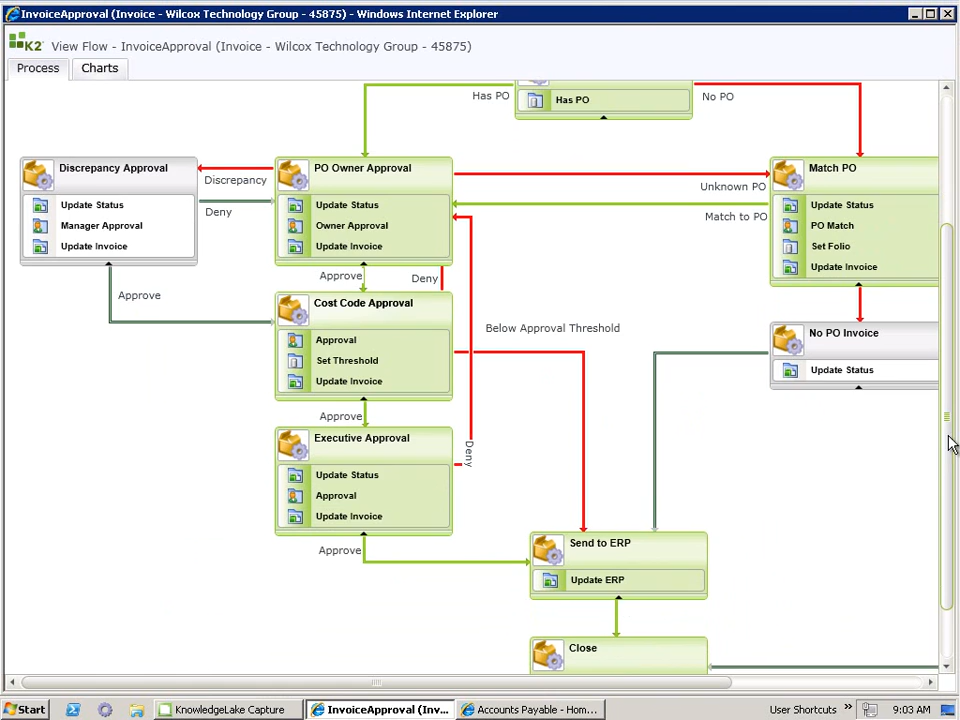 InvoiceApproval (Invoice - Wilcox Technology Group - 45875) - Windows Internet Explorer
K2 View Flow - InvoiceApproval (Invoice - Wilcox Technology Group - 45875)
Process Charts
Has PO
Has PO
No PO
Discrepancy Approval
Update Status
Manager Approval
Update Invoice
Discrepancy
Deny
PO Owner Approval
Update Status
Owner Approval
Update Invoice
Unknown PO
Match to PO
Match PO
Update Status
PO Match
Set Folio
Update Invoice
Approve
Approve
Deny
Cost Code Approval
Approval
Set Threshold
Update Invoice
Below Approval Threshold
No PO Invoice
Update Status
Approve
Executive Approval
Update Status
Approval
Update Invoice
Deny
Approve
Send to ERP
Update ERP
Close
Start KnowledgeLake Capture InvoiceApproval (Inv... Accounts Payable - Hom... User Shortcuts » 9:03 AM